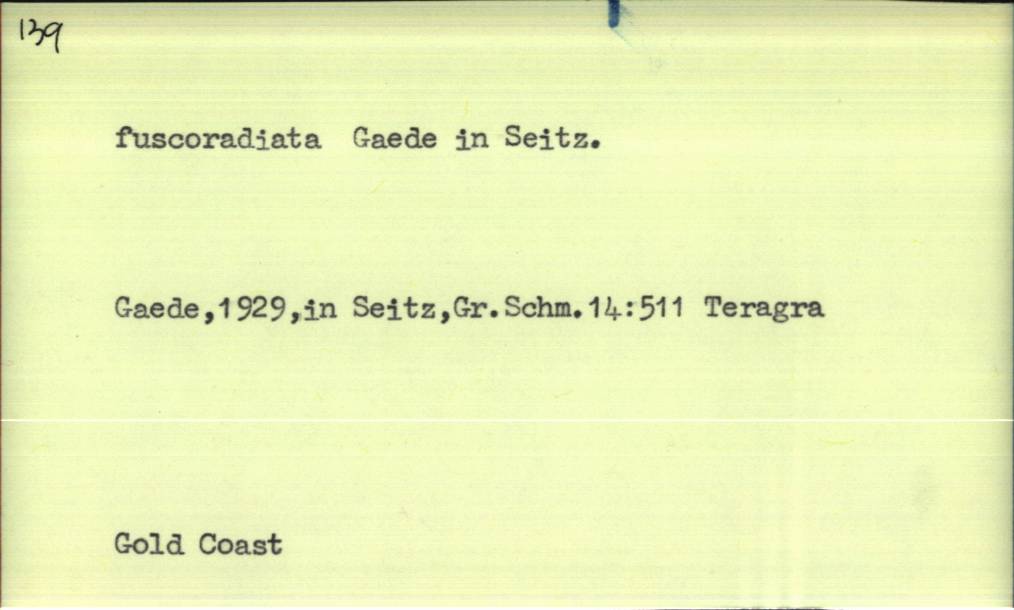 139
fuscoradiata Gaede in Seitz.
Gaede,1929,in Seitz,Gr.Schm.14:511 Teragra
Gold Coast